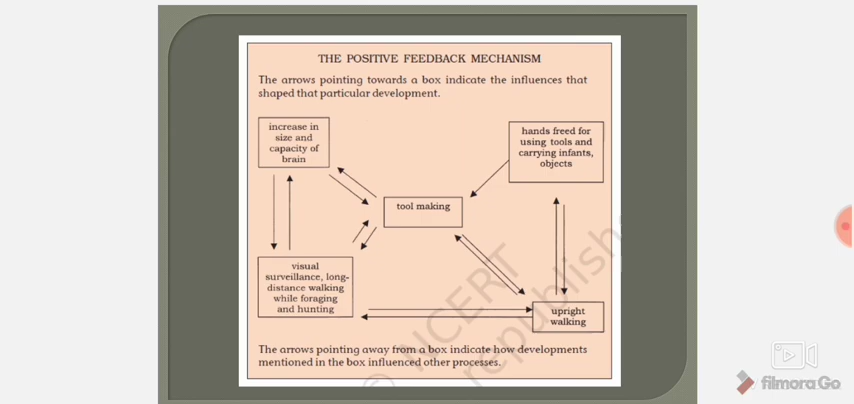 THE POSITIVE FEEDBACK MECHANISM
The arrows pointing towards a box indicate the influences that
shaped that particular development.
increase in
size and
capacity of
brain
hands freed for
using tools and
carrying infants,
objects
tool making
visual
surveillance, long-
distance walking
while foraging
and hunting
upright
walking
The arrows pointing away from a box indicate how developments
mentioned in the box influenced other processes.
© NCERT
republishe
filmoraGo